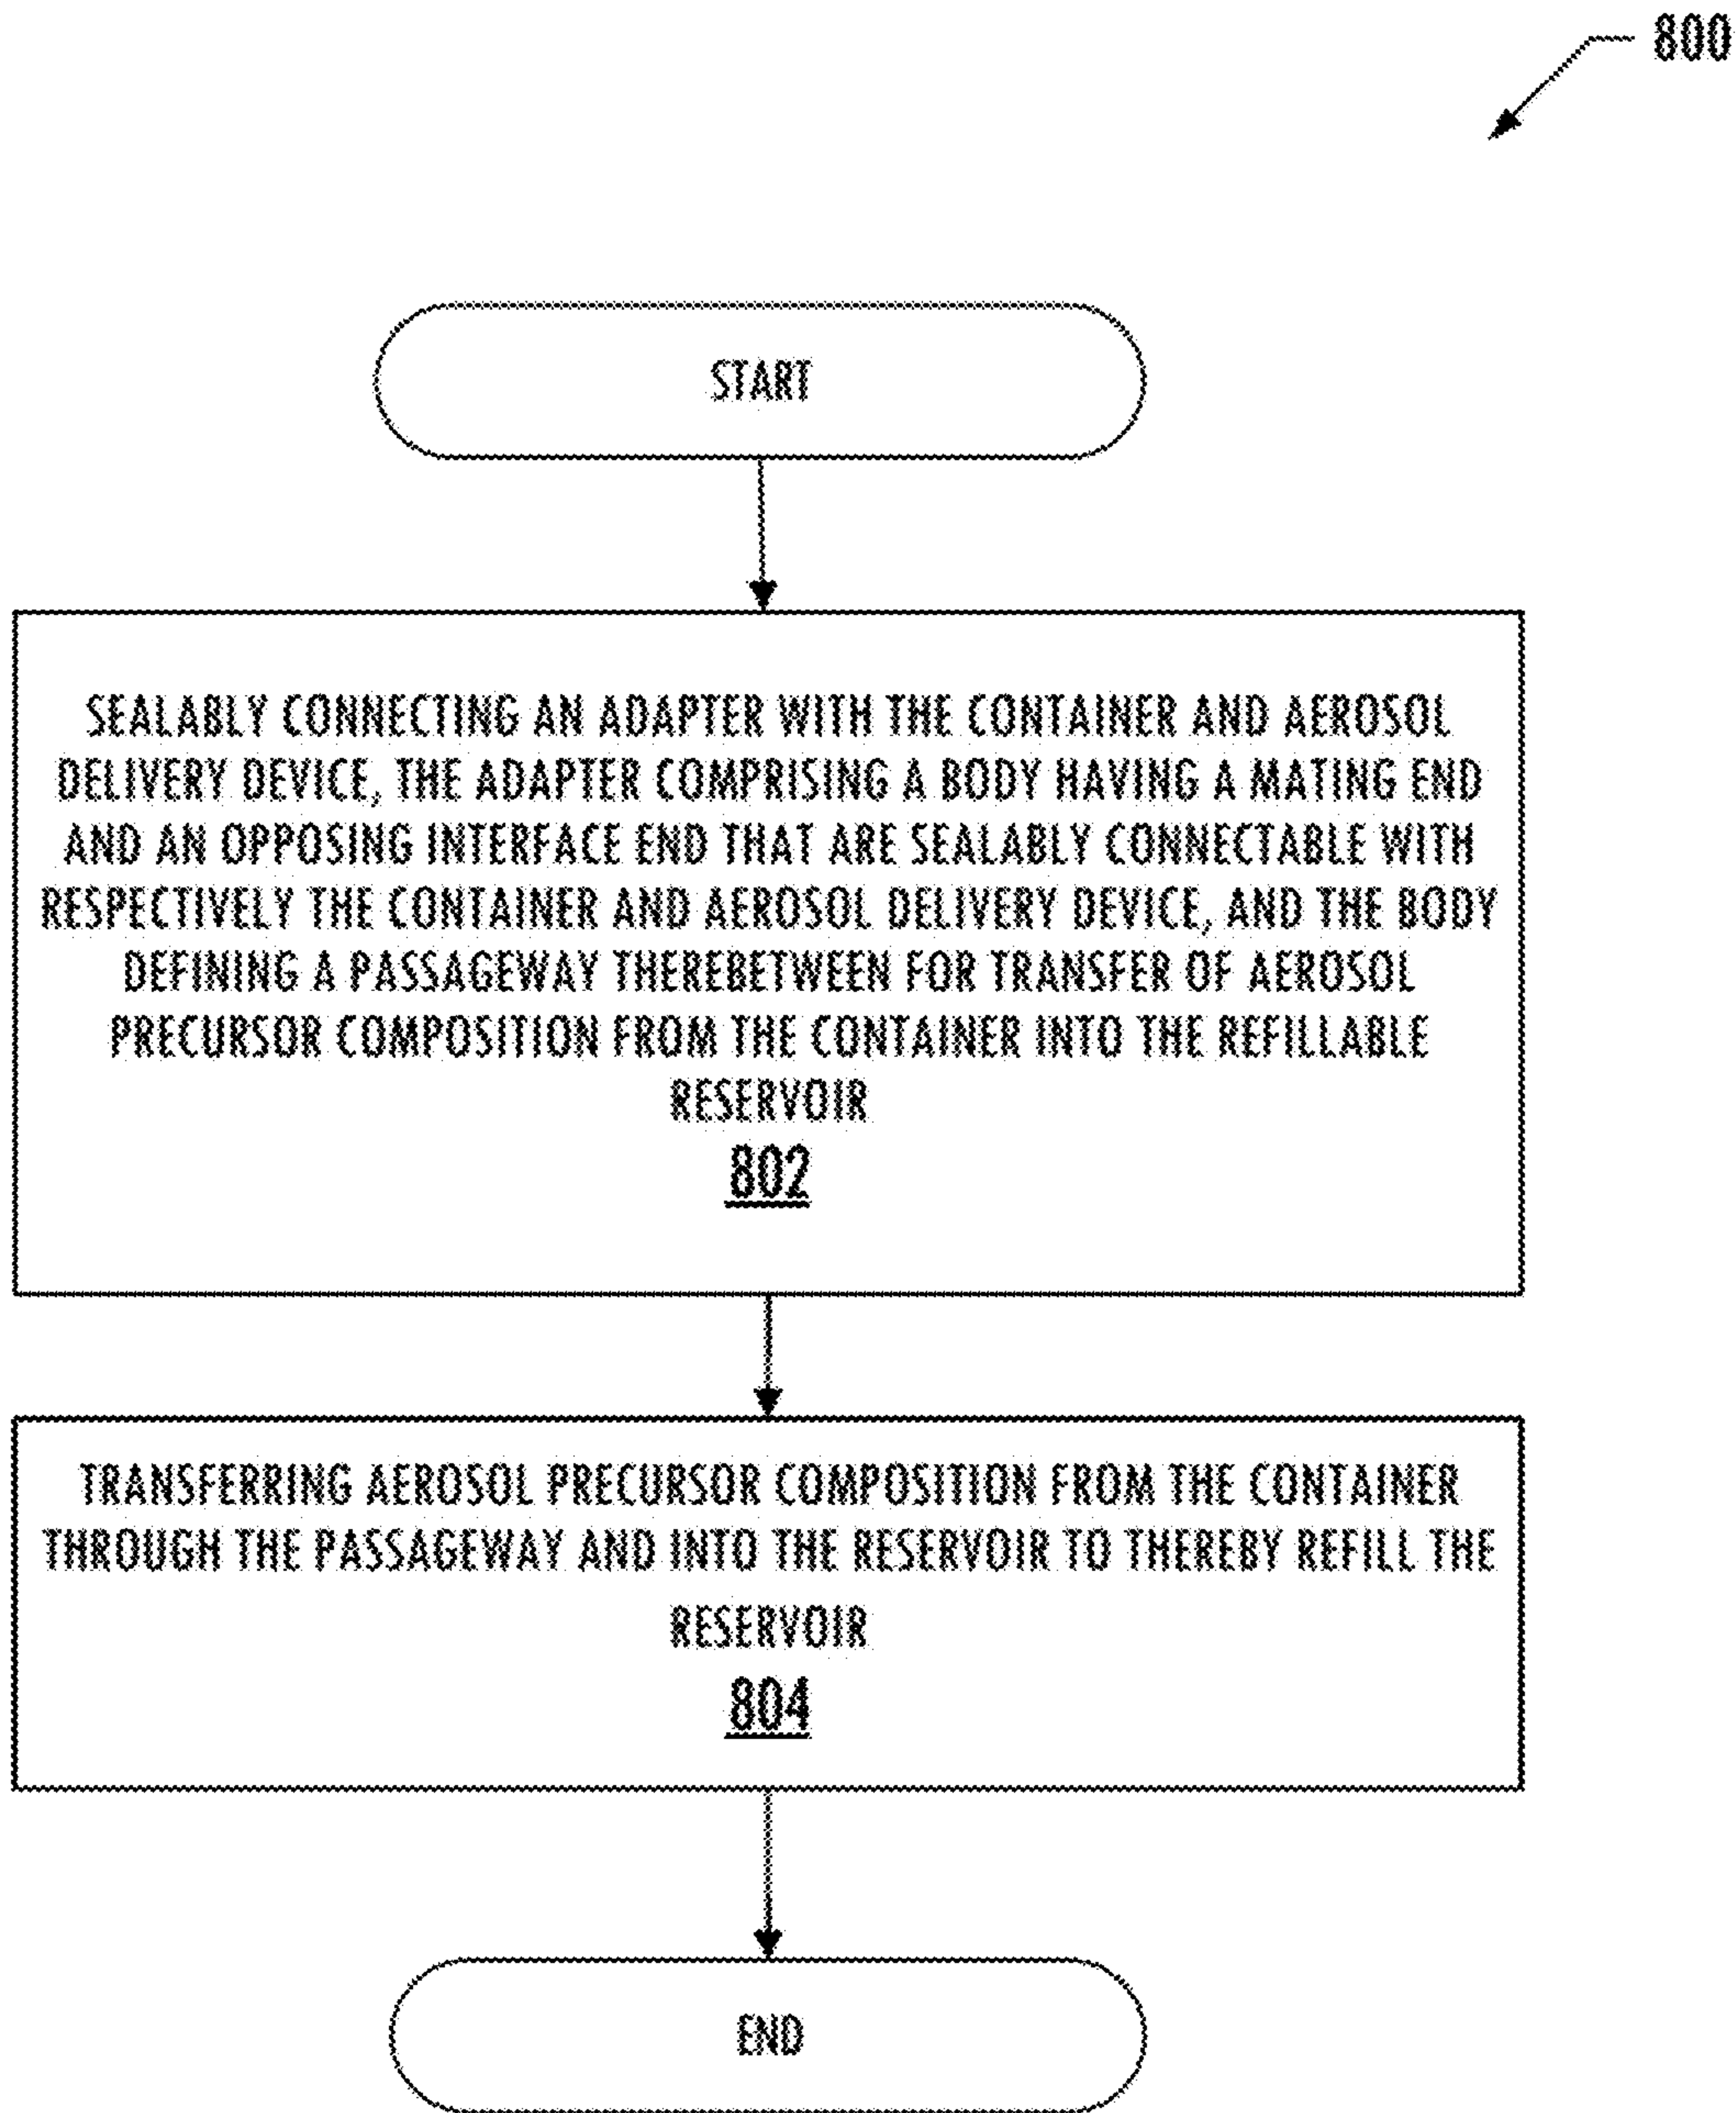 800
START
SEALABLY CONNECTING AN ADAPTER WITH THE CONTAINER AND AEROSOL
DELIVERY DEVICE, THE ADAPTER COMPRISING A BODY HAVING A MATING END
AND AN OPPOSING INTERFACE END THAT ARE SEALABLY CONNECTABLE WITH
RESPECTIVELY THE CONTAINER AND AEROSOL DELIVERY DEVICE, AND THE BODY
DEFINING A PASSAGEWAY THEREBETWEEN FOR TRANSFER OF AEROSOL
PRECURSOR COMPOSITION FROM THE CONTAINER INTO THE REFILLABLE
RESERVOIR
802
TRANSFERRING AEROSOL PRECURSOR COMPOSITION FROM THE CONTAINER
THROUGH THE PASSAGEWAY AND INTO THE RESERVOIR TO THEREBY REFILL THE
RESERVOIR
804
END